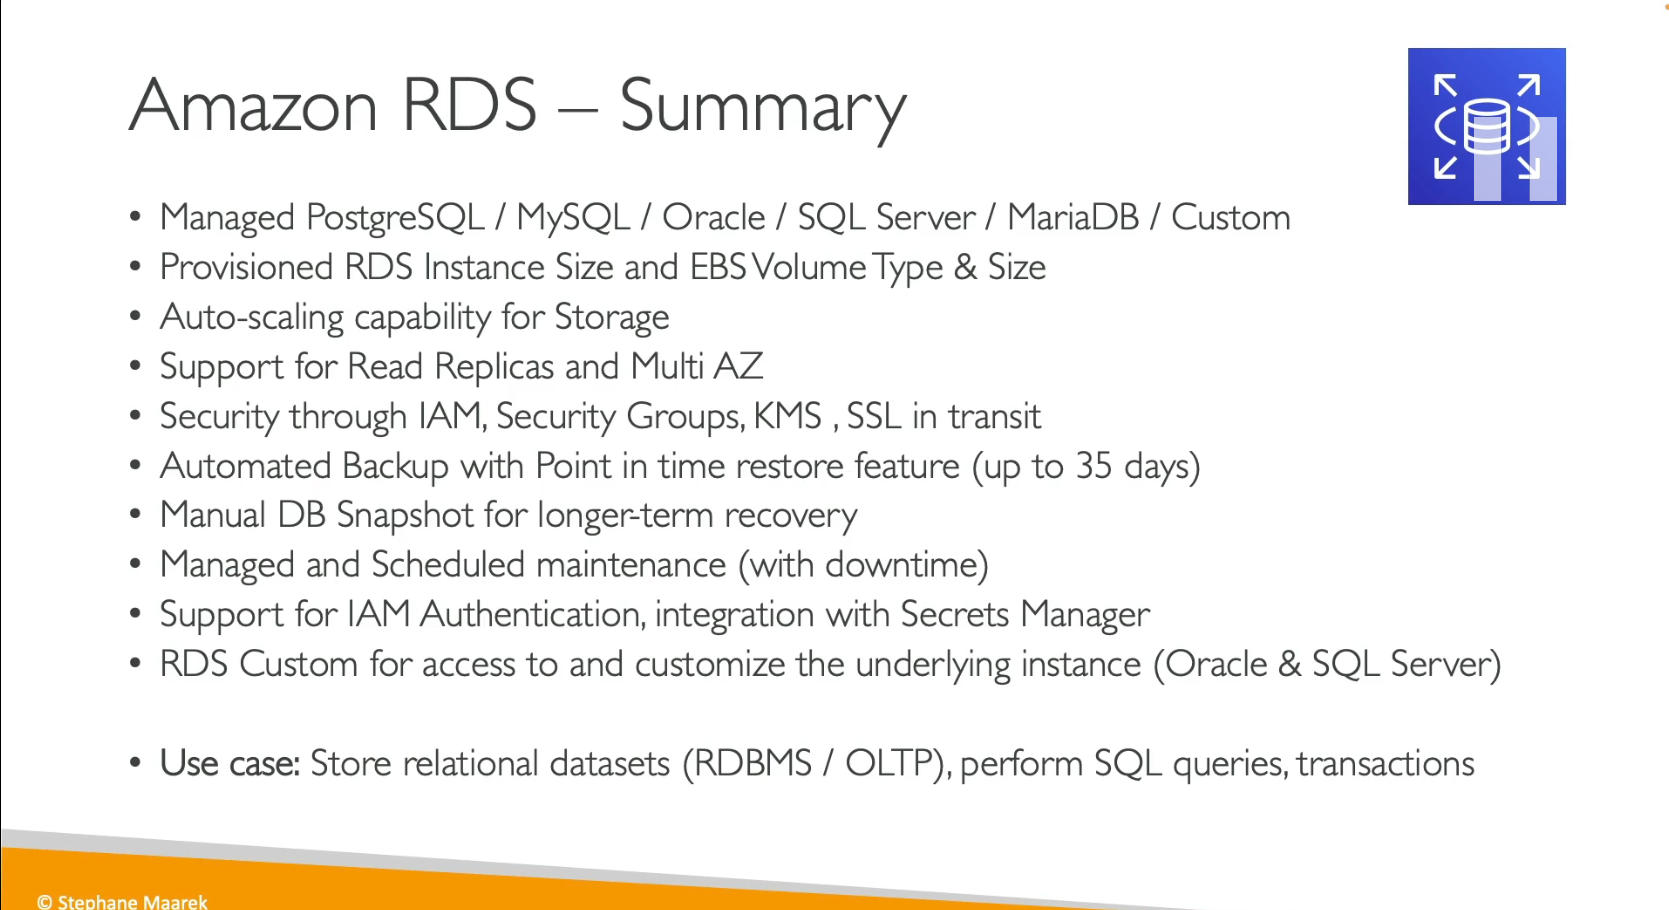 Amazon RDS – Summary
• Managed PostgreSQL / MySQL / Oracle / SQL Server / MariaDB / Custom
• Provisioned RDS Instance Size and EBS Volume Type & Size
• Auto-scaling capability for Storage
• Support for Read Replicas and Multi AZ
• Security through IAM, Security Groups, KMS , SSL in transit
• Automated Backup with Point in time restore feature (up to 35 days)
• Manual DB Snapshot for longer-term recovery
• Managed and Scheduled maintenance (with downtime)
• Support for IAM Authentication, integration with Secrets Manager
• RDS Custom for access to and customize the underlying instance (Oracle & SQL Server)
• Use case: Store relational datasets (RDBMS / OLTP), perform SQL queries, transactions
© Stephane Maarek